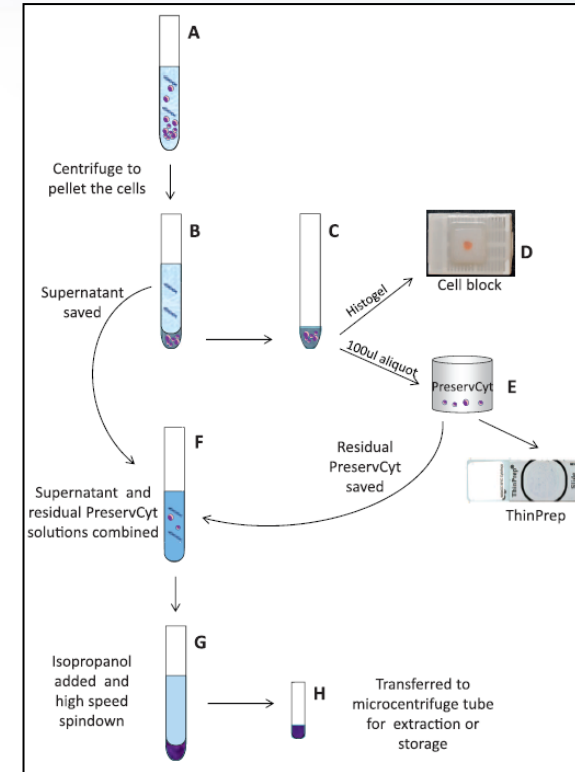 A
Centrifuge to
pellet the cells
B
C
D
Cell block
Supernatant
saved
Histogel
100ul aliquot
PreservCyt
E
F
Residual
PreservCyt
saved
ThinPrep
Supernatant and
residual PreservCyt
solutions combined
ThinPrep
G
Isopropanol
added and
high speed
spindown
H
Transferred to
microcentrifuge tube
for extraction or
storage